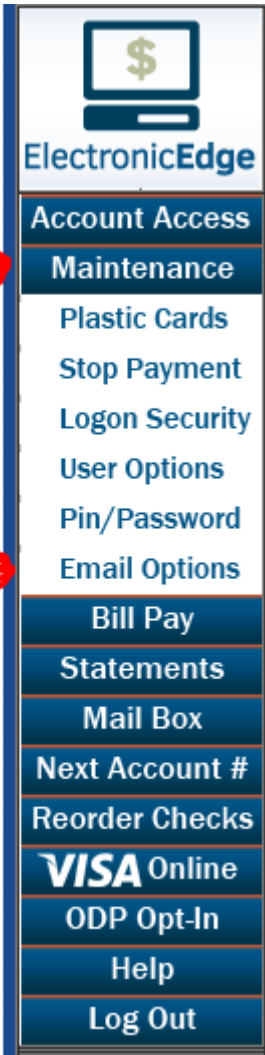 $
ElectronicEdge
Account Access
Maintenance
Plastic Cards
Stop Payment
Logon Security
User Options
Pin/Password
Email Options
Bill Pay
Statements
Mail Box
Next Account #
Reorder Checks
VISA Online
ODP Opt-In
Help
Log Out